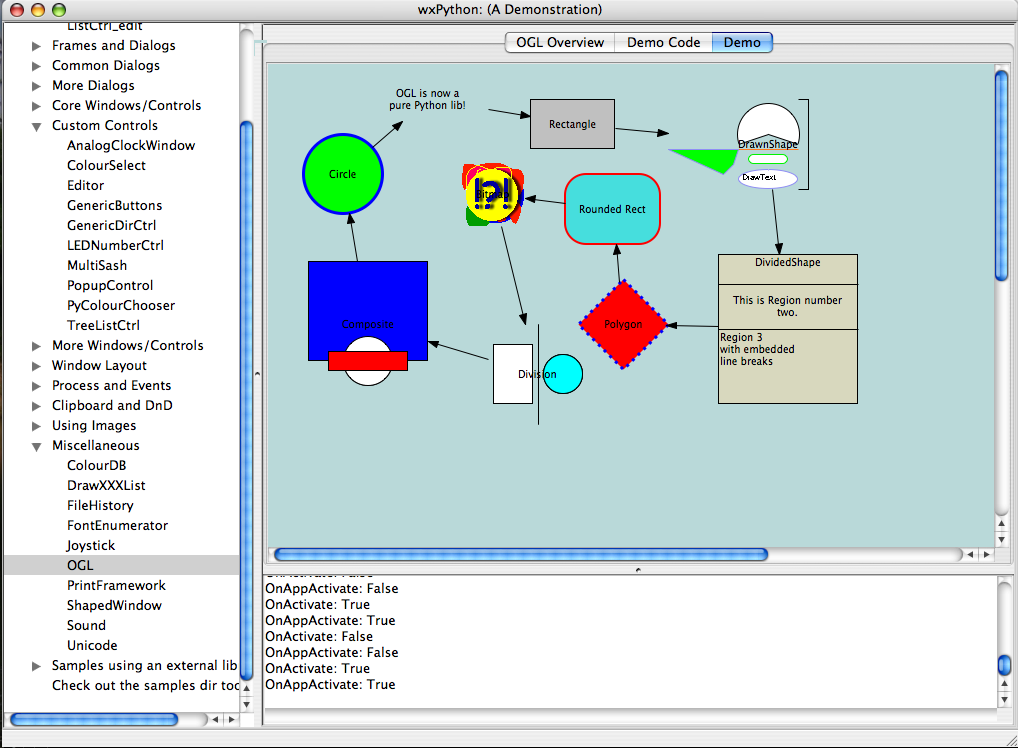 wxPython: (A Demonstration)
ListCtrl_edit
Frames and Dialogs
Common Dialogs
More Dialogs
Core Windows/Controls
Custom Controls
AnalogClockWindow
ColourSelect
Editor
GenericButtons
GenericDirCtrl
LEDNumberCtrl
MultiSash
PopupControl
PyColourChooser
TreeListCtrl
More Windows/Controls
Window Layout
Process and Events
Clipboard and DnD
Using Images
Miscellaneous
ColourDB
DrawXXXList
FileHistory
FontEnumerator
Joystick
OGL
PrintFramework
ShapedWindow
Sound
Unicode
Samples using an external lib
Check out the samples dir too
OGL Overview
Demo Code
Demo
OGL is now a
pure Python lib!
Rectangle
DrawnShape
DrawText
Circle
Bitmap
!?!
Rounded Rect
DividedShape
This is Region number
two.
Region 3
with embedded
line breaks
Polygon
Composite
Division
OnActivate: False
OnAppActivate: False
OnActivate: True
OnAppActivate: True
OnActivate: False
OnAppActivate: False
OnActivate: True
OnAppActivate: True